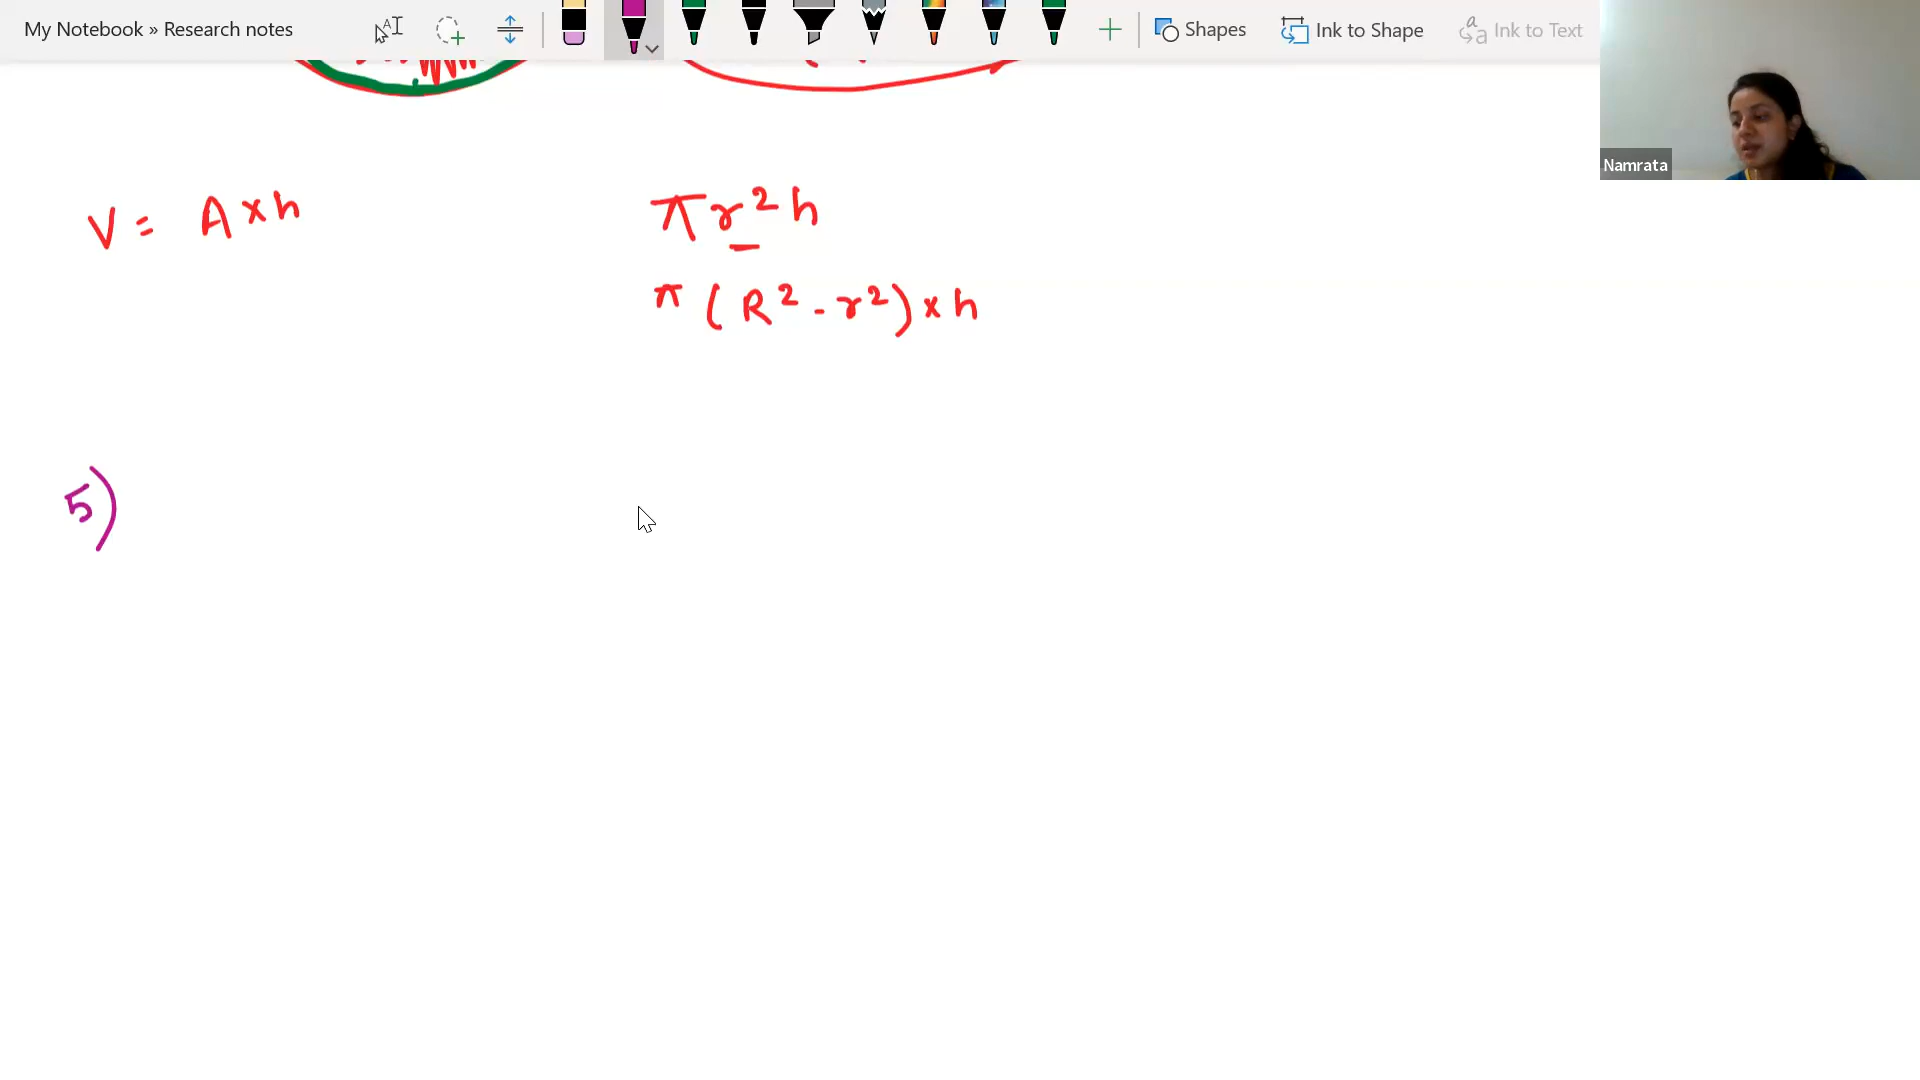 My Notebook » Research notes
Shapes
Ink to Shape
Ink to Text
Namrata
V = A × h
πr²h
π (R² - r²) × h
5)